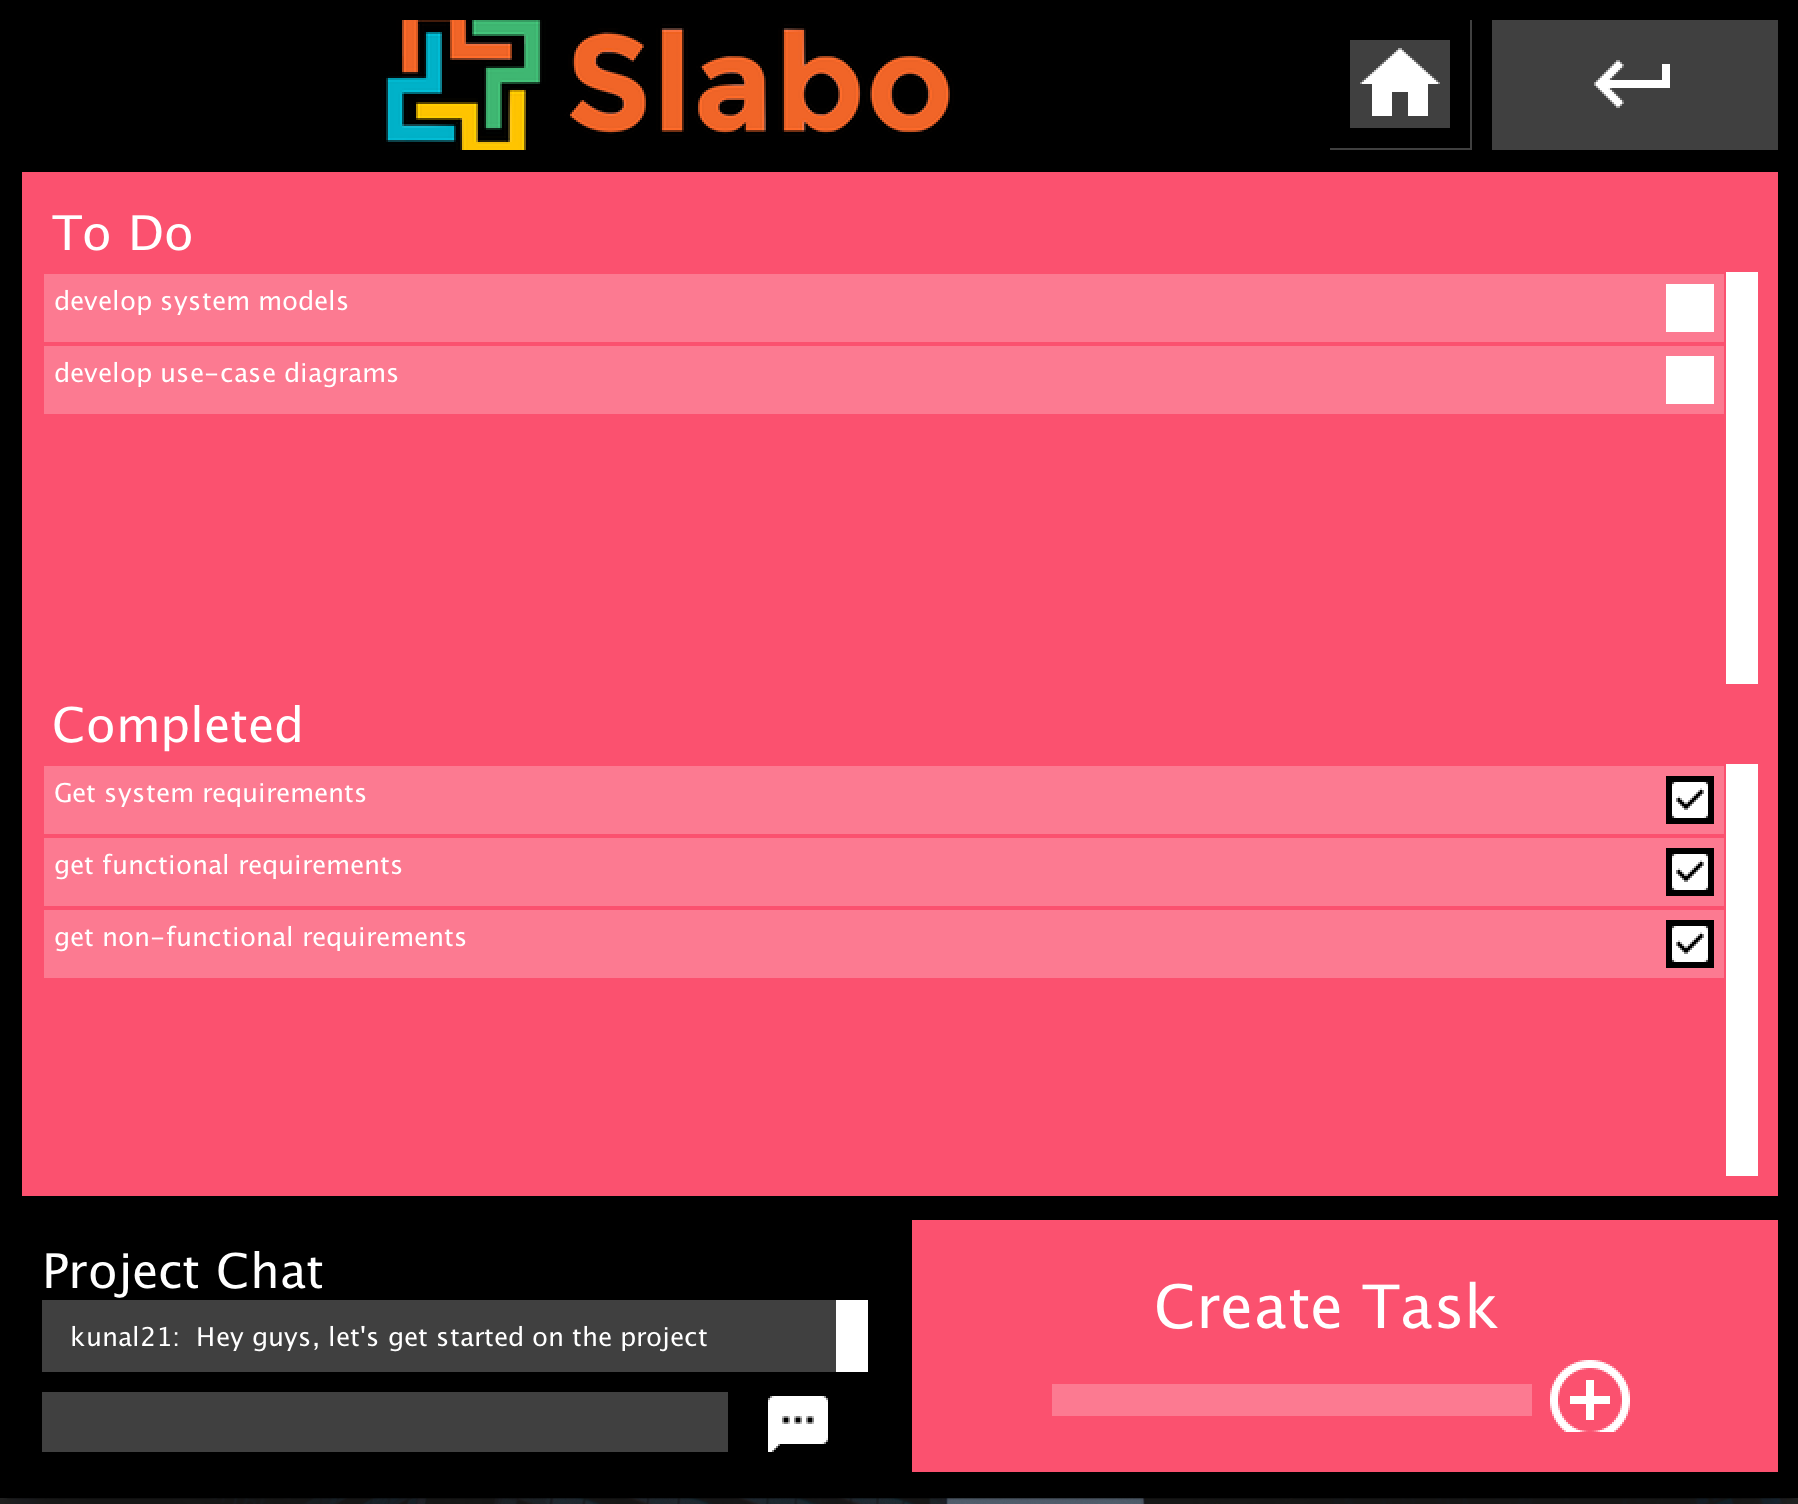 Slabo
To Do
develop system models
develop use-case diagrams
Completed
Get system requirements
get functional requirements
get non-functional requirements
Project Chat
kunal21: Hey guys, let's get started on the project
Create Task